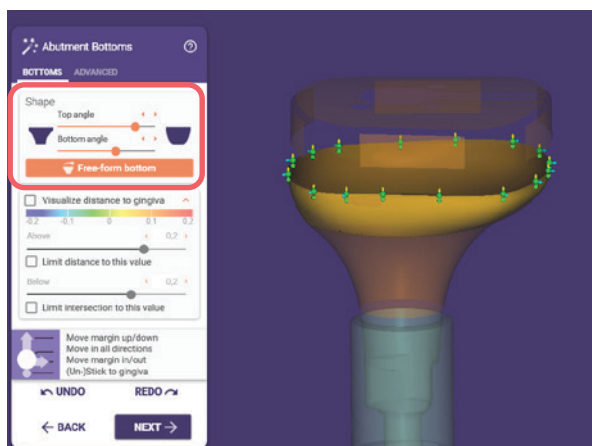 Abutment Bottoms
BOTTOMS ADVANCED
Shape
Top angle
Bottom angle
Free-form bottom
Visualize distance to gingiva
-0.2 -0.1 0 0.1 0.2
Above 0,2
Limit distance to this value
Below 0,2
Limit intersection to this value
Move margin up/down
Move in all directions
Move margin in/out
(Un-)Stick to gingiva
UNDO REDO
BACK NEXT